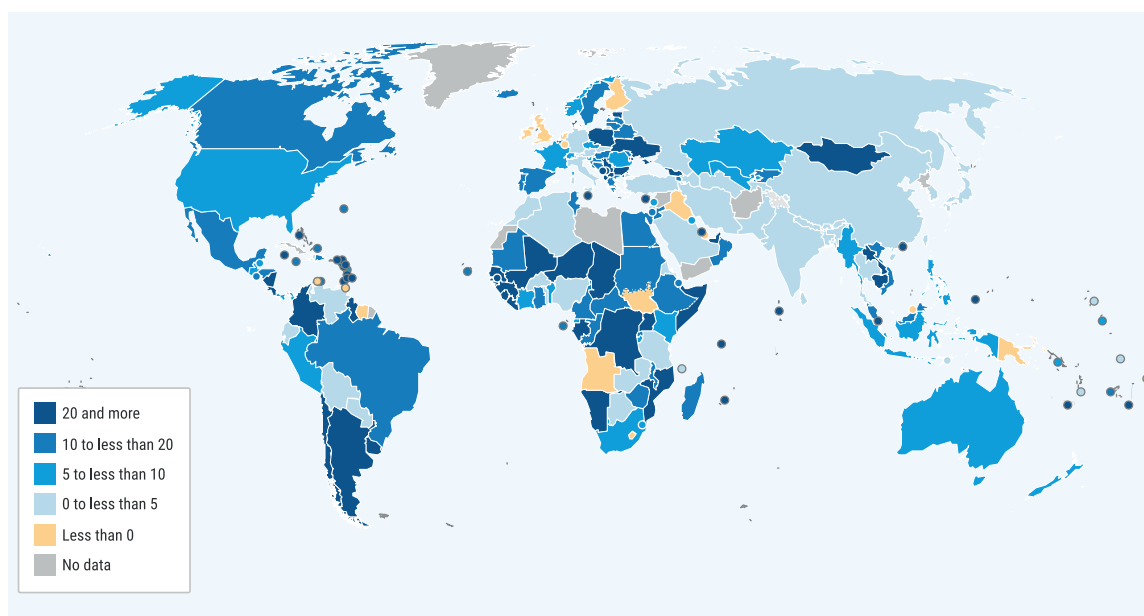 20 and more
10 to less than 20
5 to less than 10
0 to less than 5
Less than 0
No data